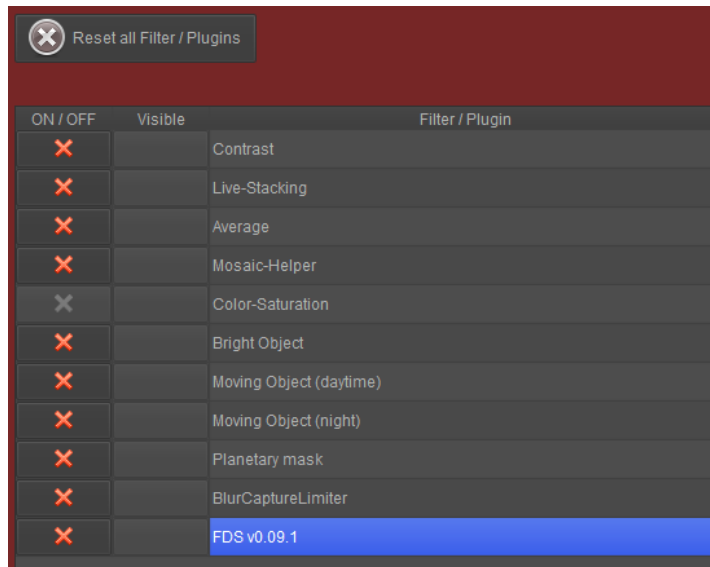 Reset all Filter / Plugins
ON / OFF Visible Filter / Plugin
Contrast
Live-Stacking
Average
Mosaic-Helper
Color-Saturation
Bright Object
Moving Object (daytime)
Moving Object (night)
Planetary mask
BlurCaptureLimiter
FDS v0.09.1